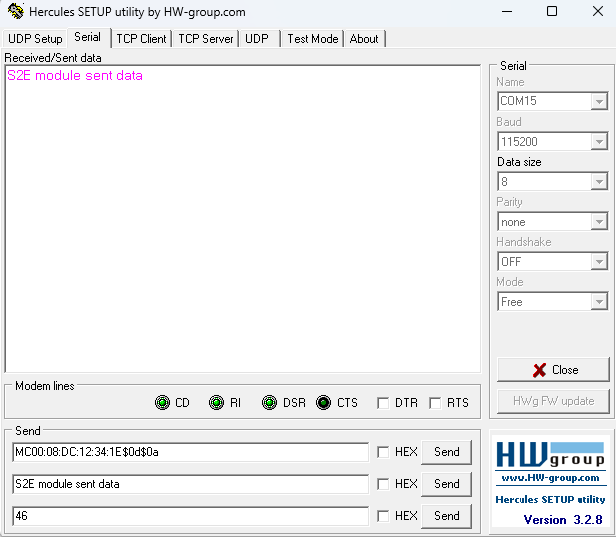 Hercules SETUP utility by HW-group.com
UDP Setup Serial TCP Client TCP Server UDP Test Mode About
Received/Sent data
S2E module sent data
Serial
Name
COM15
Baud
115200
Data size
8
Parity
none
Handshake
OFF
Mode
Free
Close
HWg FW update
Modem lines
CD RI DSR CTS DTR RTS
Send
MC00:08:DC:12:34:1E$0d$0a HEX Send
S2E module sent data HEX Send
46 HEX Send
HW group
www.HW-group.com
Hercules SETUP utility
Version 3.2.8